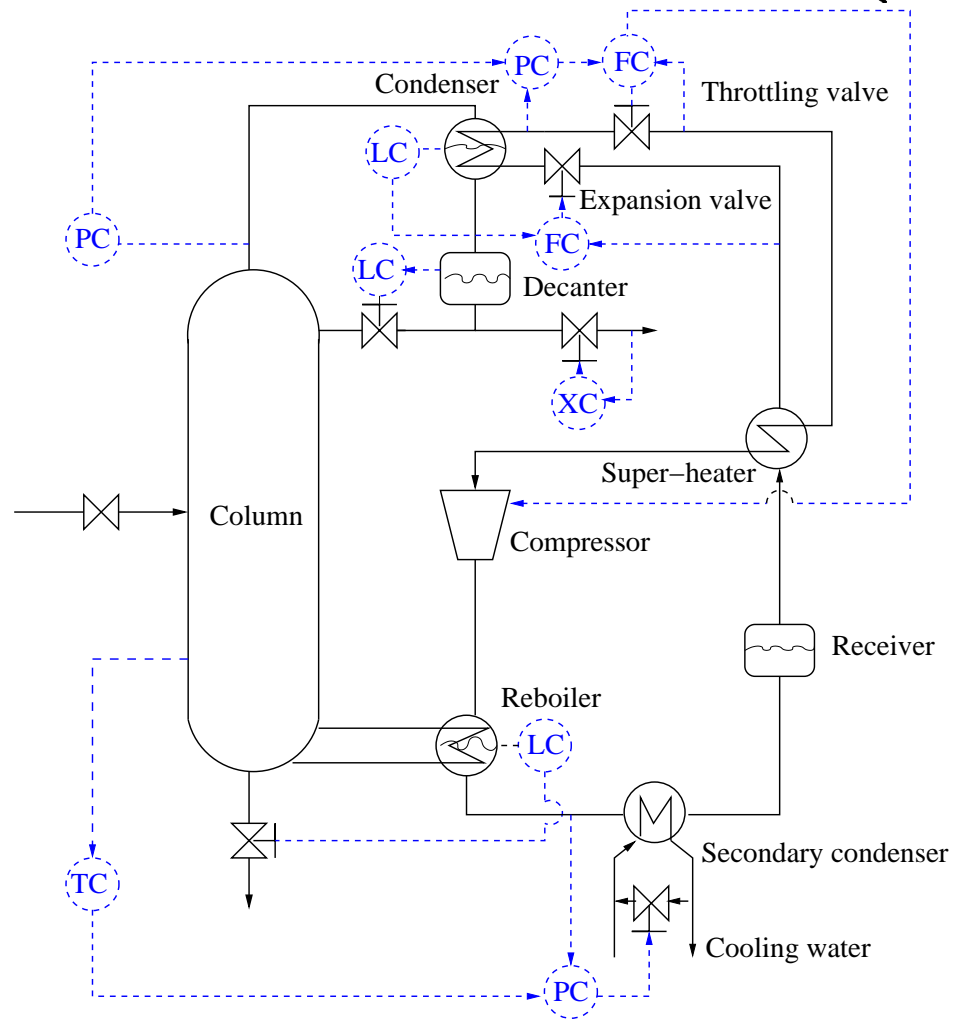 PC
FC
Condenser
Throttling valve
LC
Expansion valve
PC
FC
LC
Decanter
XC
Super−heater
Column
Compressor
Receiver
Reboiler
LC
Secondary condenser
TC
Cooling water
PC